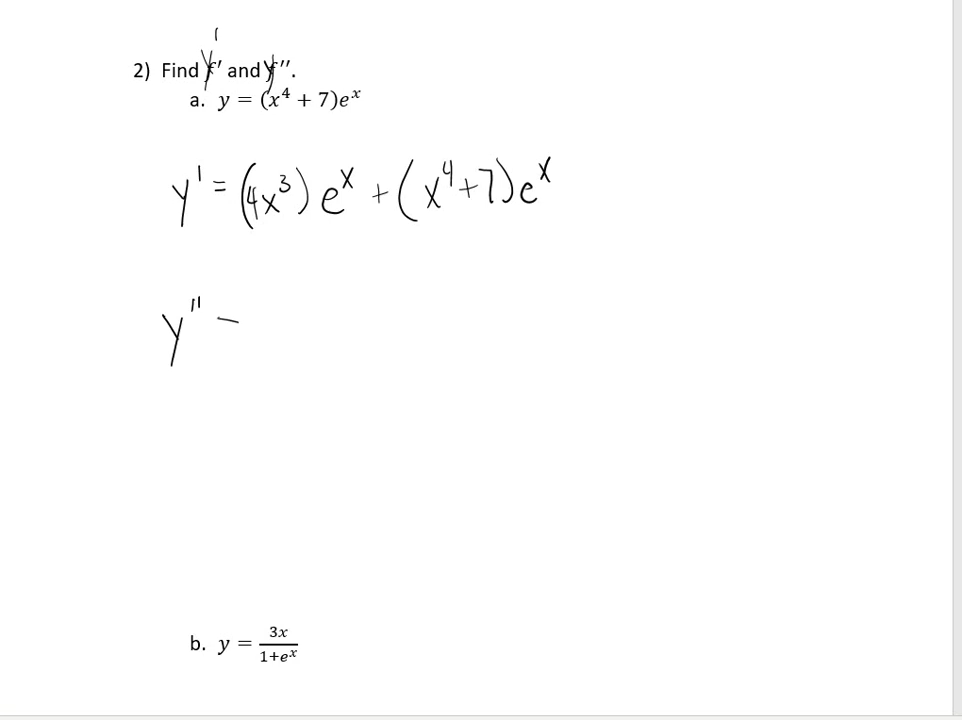 2) Find y' and y''.
a. y = (x⁴ + 7)eˣ
y' = (4x³) eˣ + (x⁴+7)eˣ
y'' –
b. y = 3x/1+eˣ